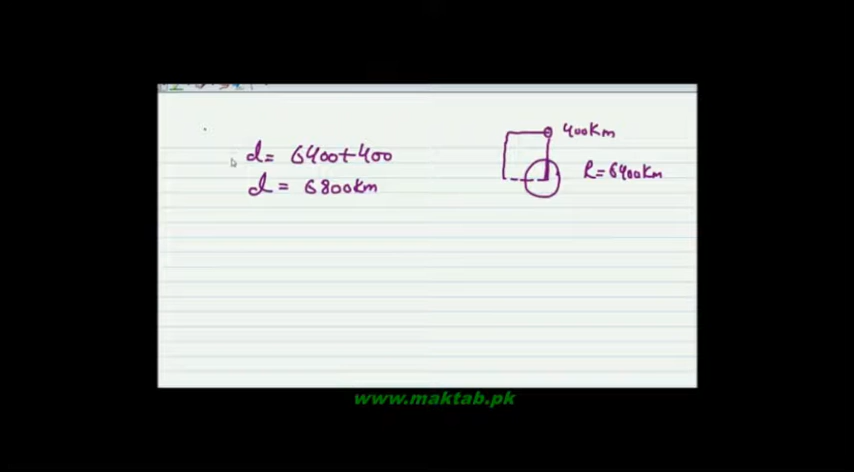 d = 6400+400
d = 6800km
400km
R=6400km
www.maktab.pk